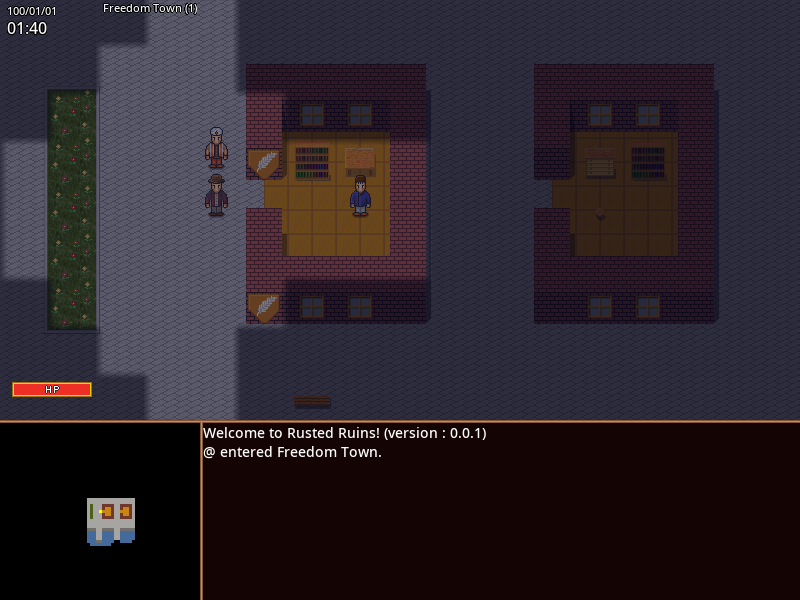 100/01/01
Freedom Town (1)
01:40
HP
Welcome to Rusted Ruins! (version : 0.0.1)
@ entered Freedom Town.